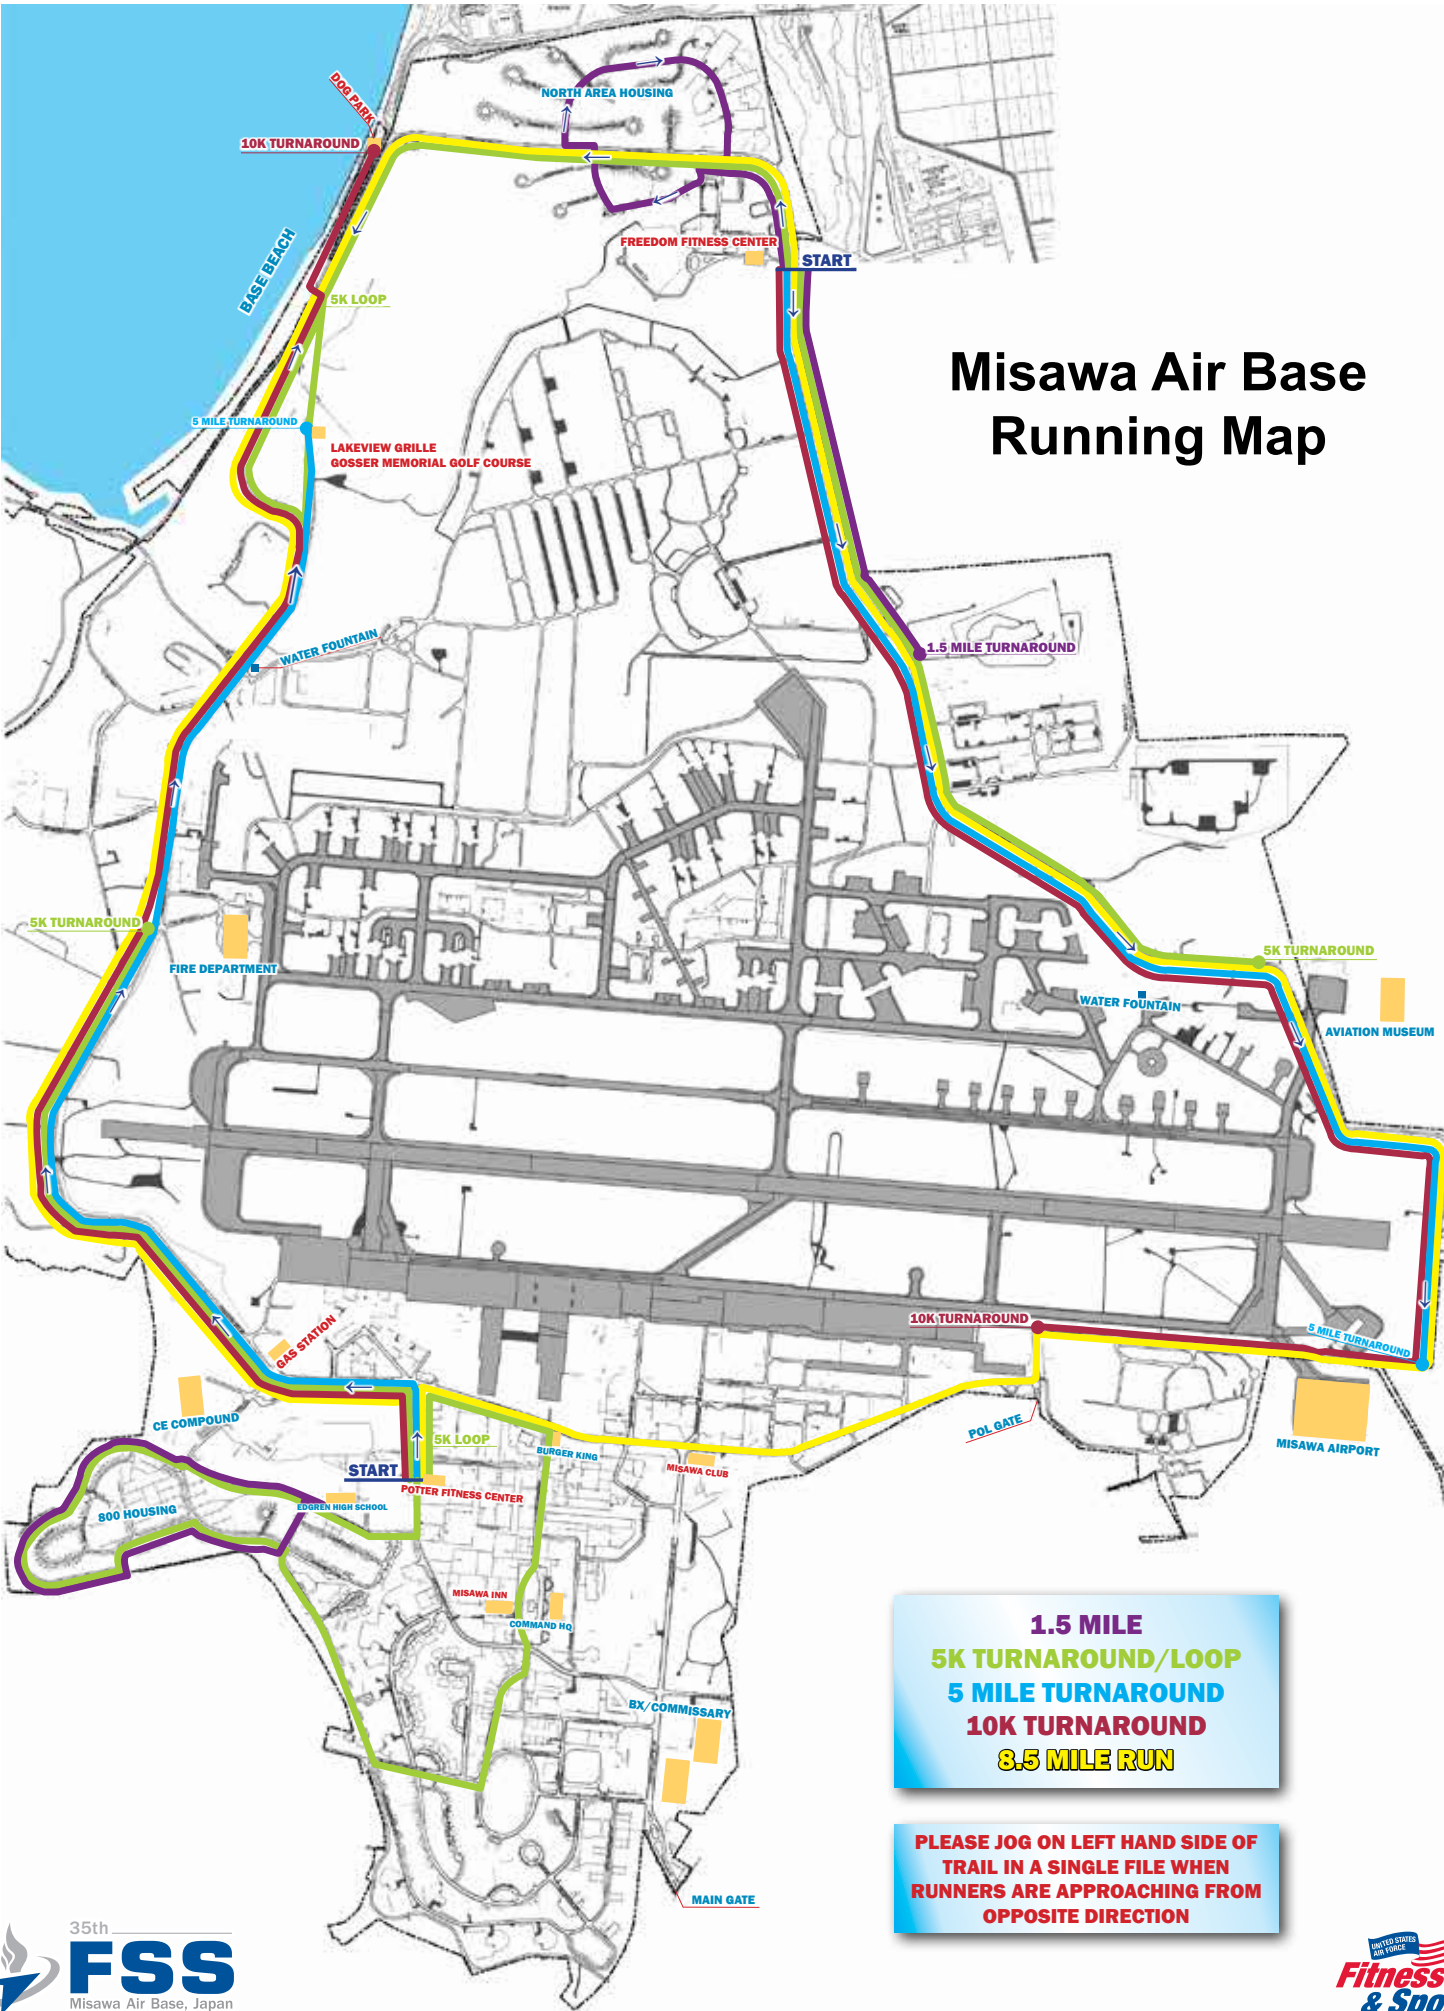 DOG PARK
NORTH AREA HOUSING
10K TURNAROUND
BASE BEACH
FREEDOM FITNESS CENTER
START
5K LOOP
Misawa Air Base
Running Map
5 MILE TURNAROUND
LAKEVIEW GRILLE
GOSSER MEMORIAL GOLF COURSE
WATER FOUNTAIN
1.5 MILE TURNAROUND
5K TURNAROUND
FIRE DEPARTMENT
5K TURNAROUND
WATER FOUNTAIN
AVIATION MUSEUM
10K TURNAROUND
5 MILE TURNAROUND
GAS STATION
CE COMPOUND
5K LOOP
BURGER KING
POL GATE
MISAWA AIRPORT
START
MISAWA CLUB
POTTER FITNESS CENTER
EDGREN HIGH SCHOOL
800 HOUSING
MISAWA INN
COMMAND HQ
BX/COMMISSARY
1.5 MILE
5K TURNAROUND/LOOP
5 MILE TURNAROUND
10K TURNAROUND
8.5 MILE RUN
PLEASE JOG ON LEFT HAND SIDE OF
TRAIL IN A SINGLE FILE WHEN
RUNNERS ARE APPROACHING FROM
OPPOSITE DIRECTION
MAIN GATE
35th
FSS
Misawa Air Base, Japan
UNITED STATES
AIR FORCE
Fitness
& Spo